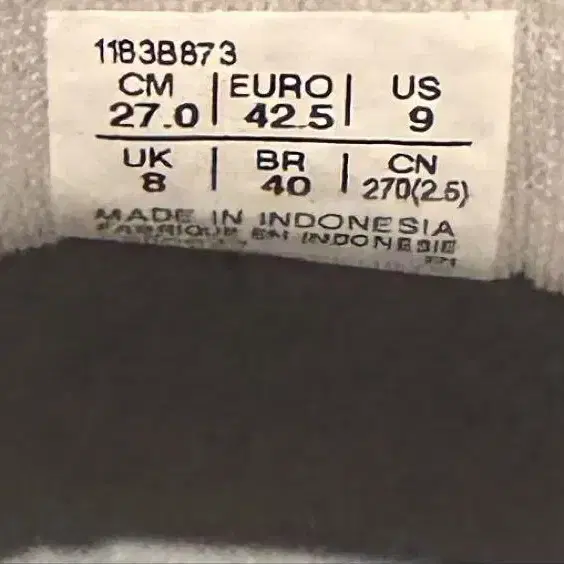 1183B873
CM | EURO | US
27.0 | 42.5 | 9
UK | BR | CN
8 | 40 | 270(2.5)
MADE IN INDONESIA
FABRIQUE EN INDONESIE